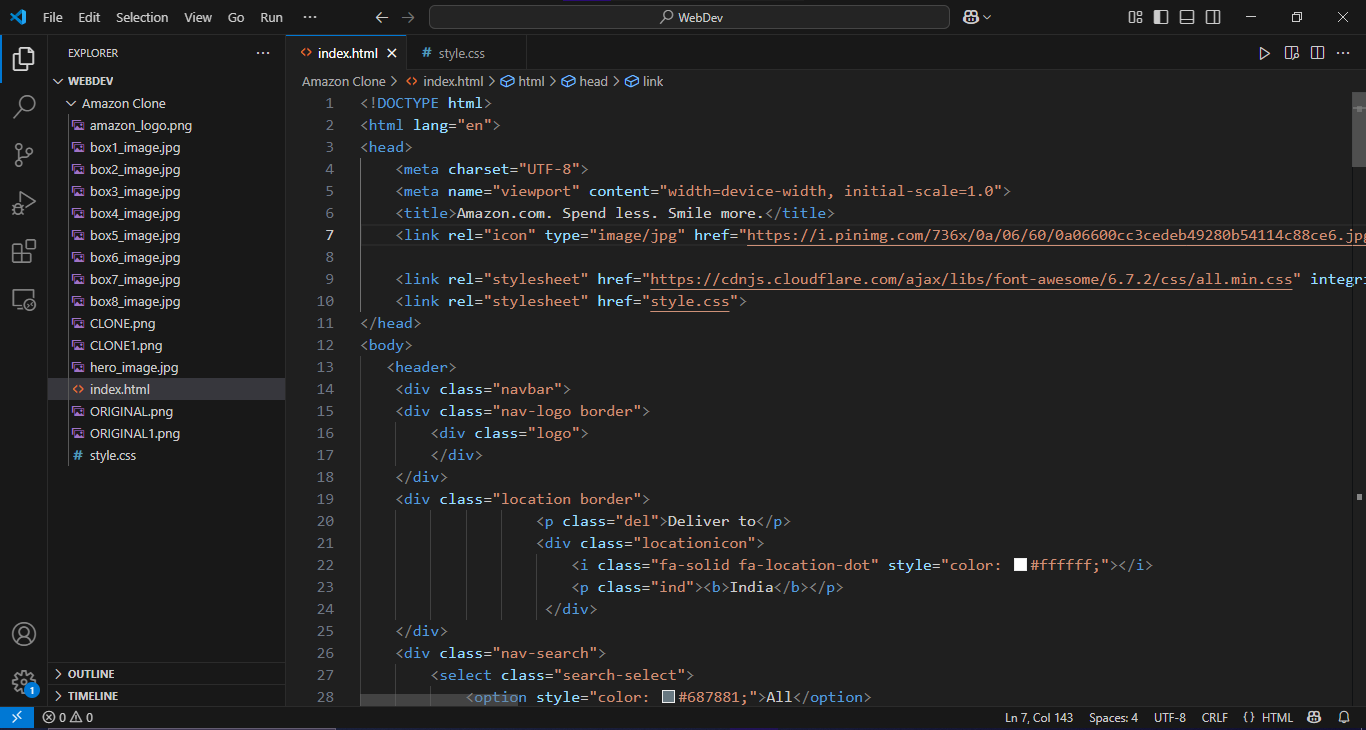 File Edit Selection View Go Run ··· WebDev
EXPLORER ···
WEBDEV
Amazon Clone
amazon_logo.png
box1_image.jpg
box2_image.jpg
box3_image.jpg
box4_image.jpg
box5_image.jpg
box6_image.jpg
box7_image.jpg
box8_image.jpg
CLONE.png
CLONE1.png
hero_image.jpg
index.html
ORIGINAL.png
ORIGINAL1.png
style.css
OUTLINE
TIMELINE
index.html # style.css
Amazon Clone > index.html > html > head > link
1 <!DOCTYPE html>
2 <html lang="en">
3 <head>
4 <meta charset="UTF-8">
5 <meta name="viewport" content="width=device-width, initial-scale=1.0">
6 <title>Amazon.com. Spend less. Smile more.</title>
7 <link rel="icon" type="image/jpg" href="https://i.pinimg.com/736x/0a/06/60/0a06600cc3cedeb49280b54114c88ce6.jpg
8
9 <link rel="stylesheet" href="https://cdnjs.cloudflare.com/ajax/libs/font-awesome/6.7.2/css/all.min.css" integri
10 <link rel="stylesheet" href="style.css">
11 </head>
12 <body>
13 <header>
14 <div class="navbar">
15 <div class="nav-logo border">
16 <div class="logo">
17 </div>
18 </div>
19 <div class="location border">
20 <p class="del">Deliver to</p>
21 <div class="locationicon">
22 <i class="fa-solid fa-location-dot" style="color: #ffffff;"></i>
23 <p class="ind"><b>India</b></p>
24 </div>
25 </div>
26 <div class="nav-search">
27 <select class="search-select">
28 <option style="color: #687881;">All</option>
1
0 0 Ln 7, Col 143 Spaces: 4 UTF-8 CRLF {} HTML